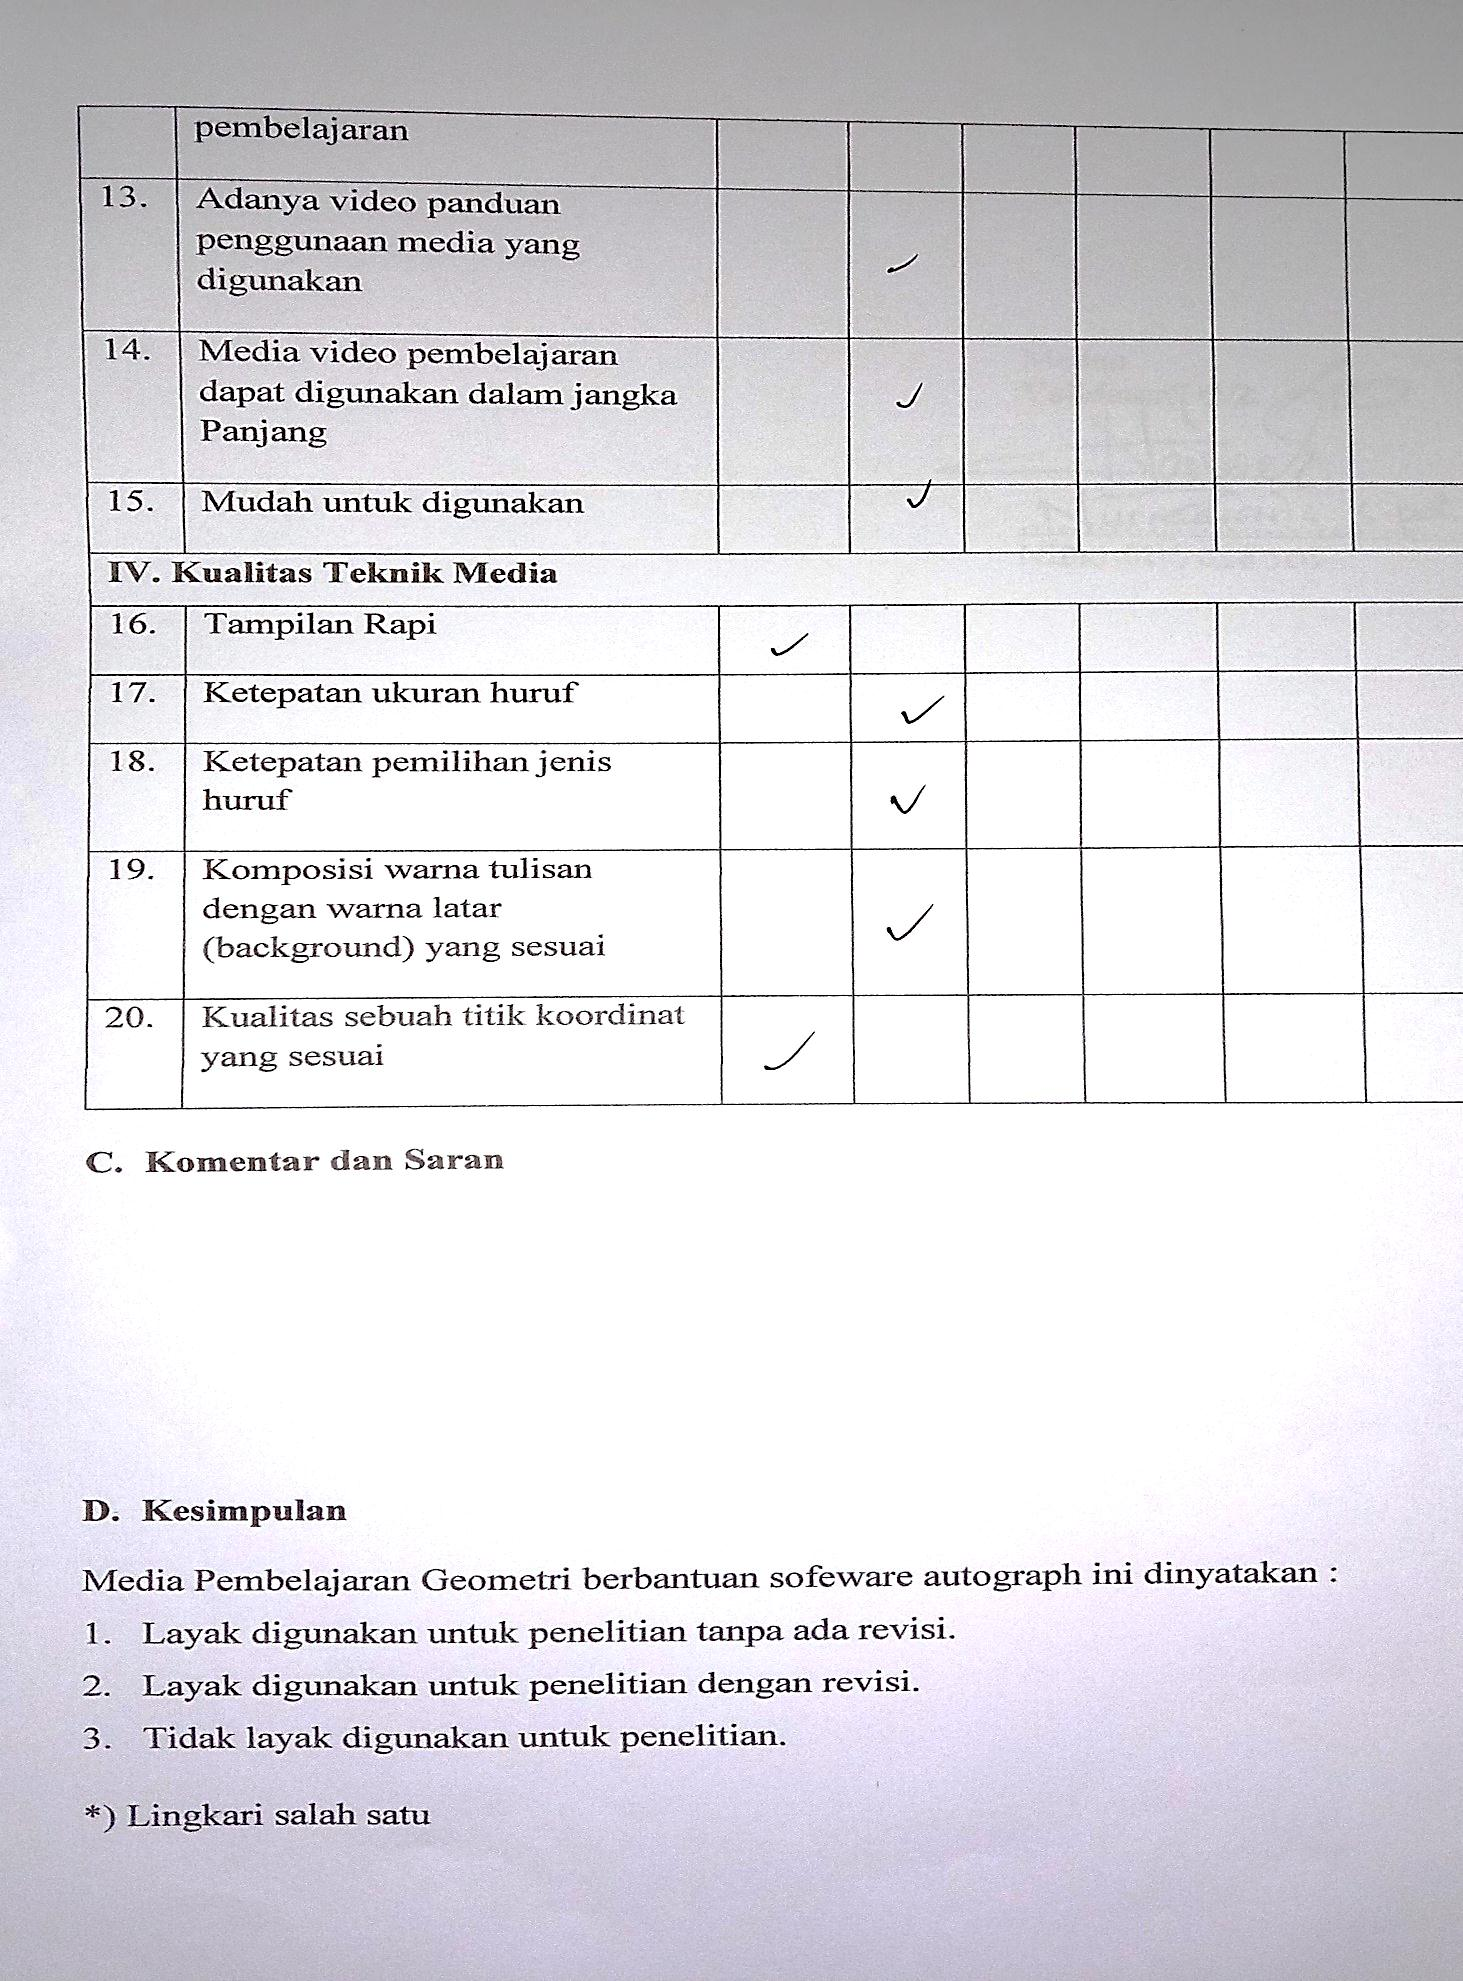 pembelajaran
13. Adanya video panduan
penggunaan media yang
digunakan
✓
14. Media video pembelajaran
dapat digunakan dalam jangka
Panjang
✓
15. Mudah untuk digunakan ✓
IV. Kualitas Teknik Media
16. Tampilan Rapi ✓
17. Ketepatan ukuran huruf ✓
18. Ketepatan pemilihan jenis
huruf ✓
19. Komposisi warna tulisan
dengan warna latar
(background) yang sesuai
✓
20. Kualitas sebuah titik koordinat
yang sesuai ✓
C. Komentar dan Saran
D. Kesimpulan
Media Pembelajaran Geometri berbantuan sofeware autograph ini dinyatakan :
1. Layak digunakan untuk penelitian tanpa ada revisi.
2. Layak digunakan untuk penelitian dengan revisi.
3. Tidak layak digunakan untuk penelitian.
*) Lingkari salah satu